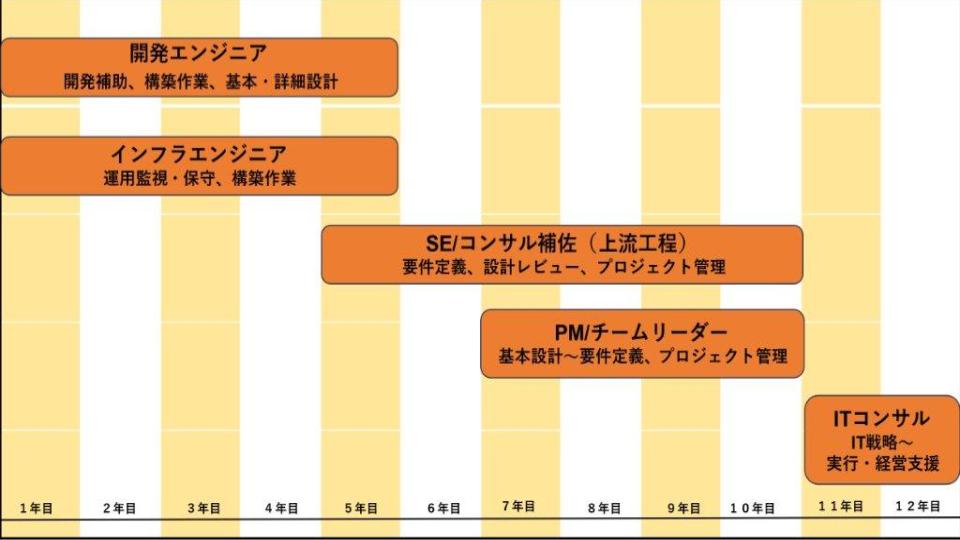 開発エンジニア
開発補助、構築作業、基本・詳細設計
インフラエンジニア
運用監視・保守、構築作業
SE/コンサル補佐（上流工程）
要件定義、設計レビュー、プロジェクト管理
PM/チームリーダー
基本設計～要件定義、プロジェクト管理
ITコンサル
IT戦略～
実行・経営支援
1年目 2年目 3年目 4年目 5年目 6年目 7年目 8年目 9年目 10年目 11年目 12年目